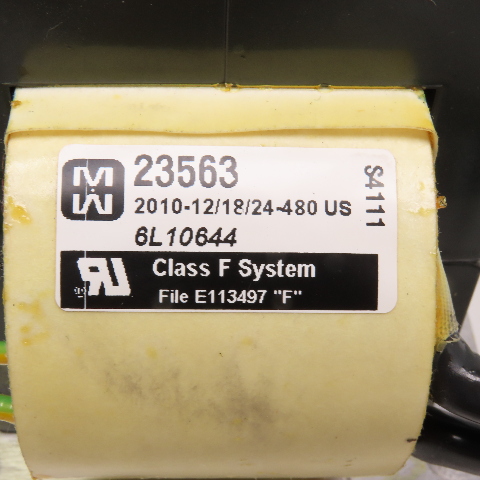 23563
2010-12/18/24-480 US
6L10644
S4111
Class F System
File E113497 "F"